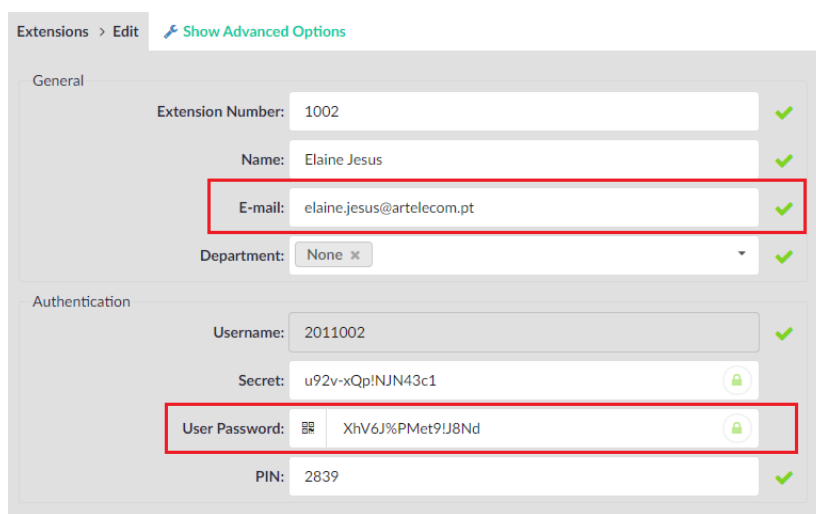 Extensions > Edit Show Advanced Options
General
Extension Number: 1002
Name: Elaine Jesus
E-mail: elaine.jesus@artelecom.pt
Department: None ×
Authentication
Username: 2011002
Secret: u92v-xQp!NJN43c1
User Password: XhV6J%PMet9!J8Nd
PIN: 2839